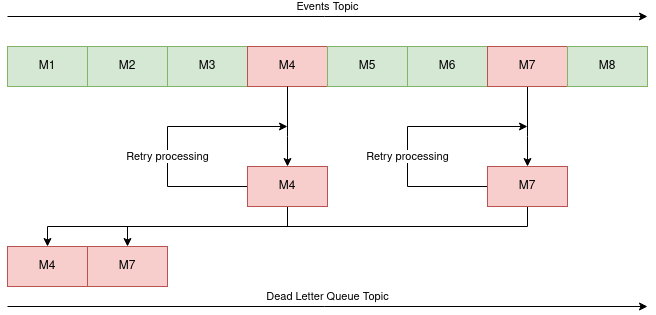 Events Topic
M1 M2 M3 M4 M5 M6 M7 M8
Retry processing Retry processing
M4 M7
M4 M7
Dead Letter Queue Topic